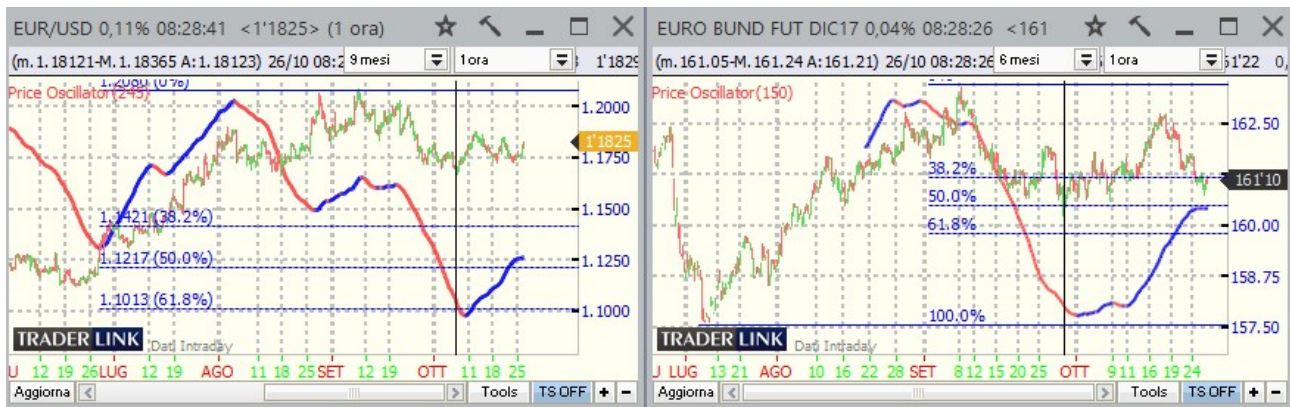 EUR/USD 0,11% 08:28:41 <1'1825> (1 ora)
(m.1.18121-M.1.18365 A:1.18123) 26/10 08:2
9 mesi
1 ora
1'1829
1.2080 (0%)
Price Oscillator(245)
1.2000
1'1825
1.1750
1.1500
1.1421 (38.2%)
1.1250
1.1217 (50.0%)
1.1013 (61.8%)
1.1000
TRADER LINK
Dati Intraday
U 12 19 26 LUG 12 19 AGO 11 18 25 SET 12 19 OTT 11 18 25
Aggiorna
Tools
TS OFF
+
-
EURO BUND FUT DIC17 0,04% 08:28:26 <161
(m.161.05-M.161.24 A:161.21) 26/10 08:28:26
6 mesi
1 ora
51'22 0,
Price Oscillator(150)
162.50
38.2%
161'10
50.0%
61.8%
160.00
158.75
100.0%
157.50
TRADER LINK
Dati Intraday
J LUG 13 21 AGO 10 16 22 28 SET 8 12 15 20 25 OTT 9 11 16 19 24
Aggiorna
Tools
TS OFF
+
-